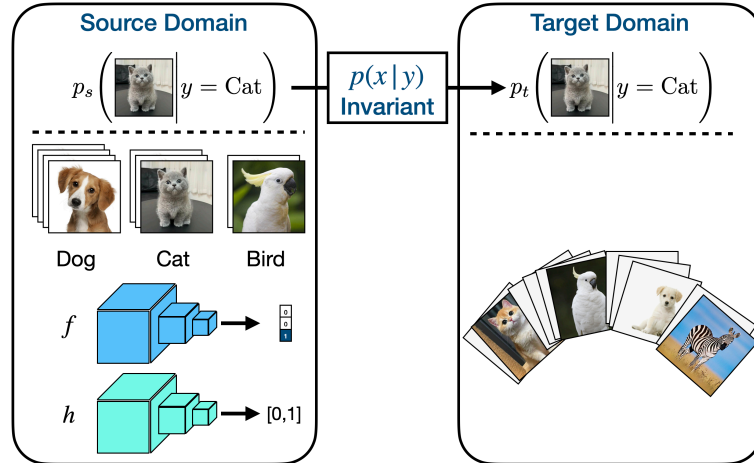 Source Domain
Target Domain
p_s( | y = Cat)
p(x|y)
Invariant
p_t( | y = Cat)
Dog
Cat
Bird
f
0
0
1
h
[0,1]